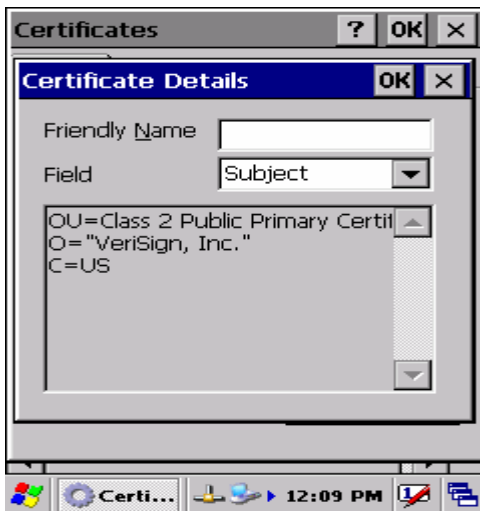 Certificates ? OK ×
Certificate Details OK ×
Friendly Name
Field Subject
OU=Class 2 Public Primary Certif
O="VeriSign, Inc."
C=US
Certi... 12:09 PM